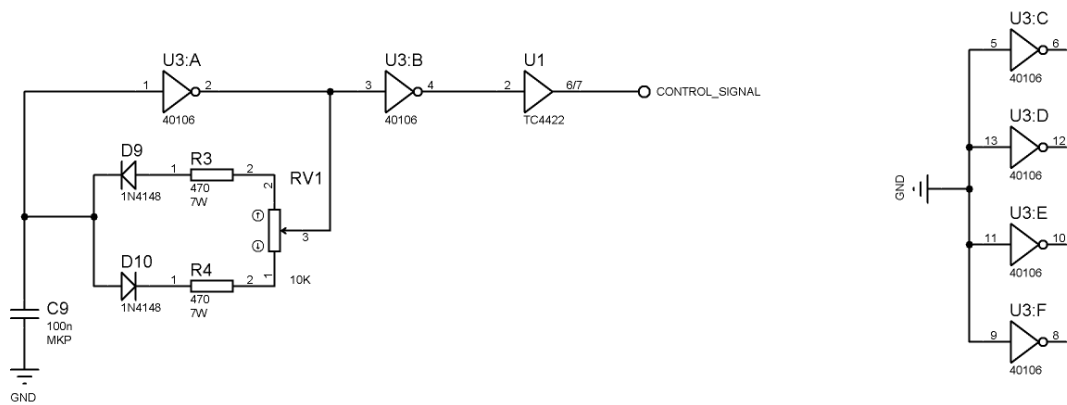 U3:A
1 2
40106
U3:B
3 4
40106
U1
2 6/7
TC4422
CONTROL_SIGNAL
D9
1N4148
R3
1 2
470
7W
RV1
2
3
1
10K
D10
1N4148
R4
1 2
470
7W
C9
100n
MKP
GND
U3:C
5 6
40106
U3:D
13 12
40106
GND
U3:E
11 10
40106
U3:F
9 8
40106